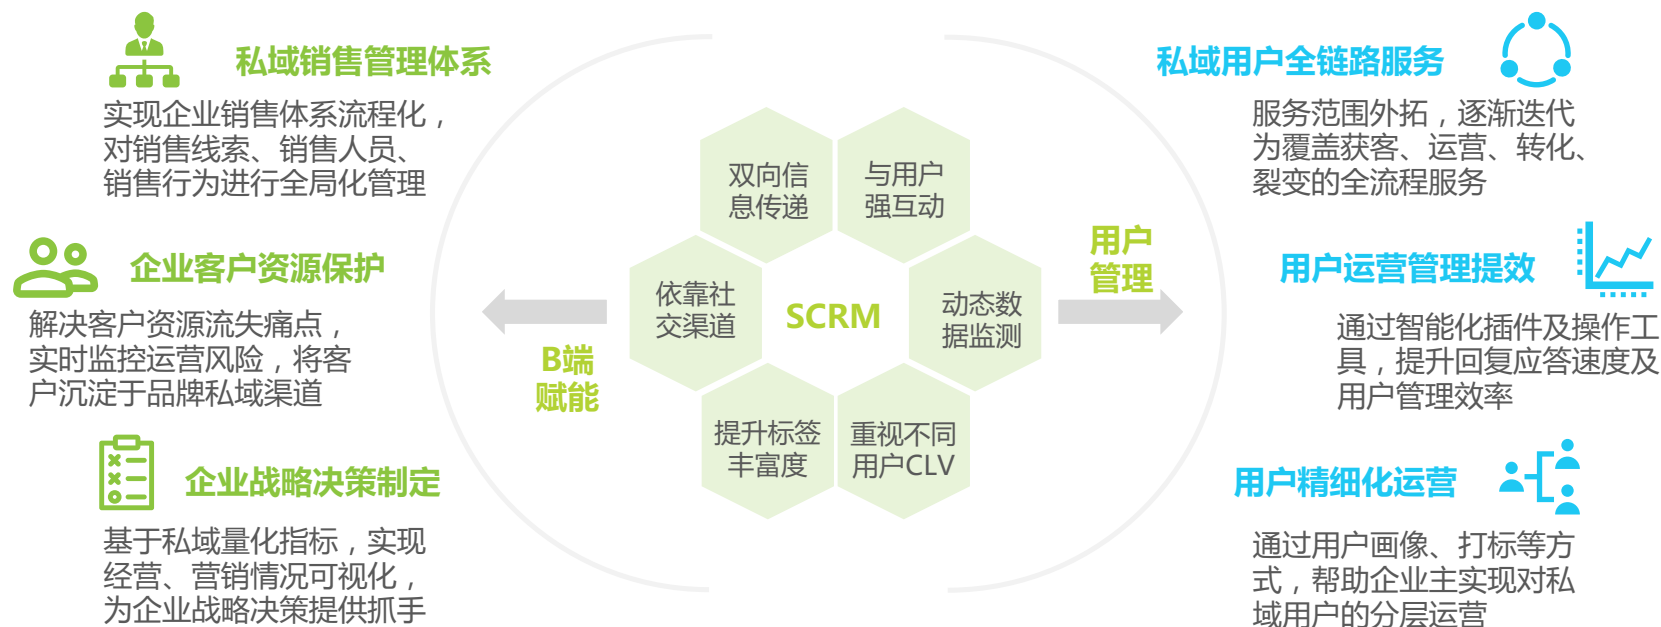 私域销售管理体系
实现企业销售体系流程化，
对销售线索、销售人员、
销售行为进行全局化管理
企业客户资源保护
解决客户资源流失痛点，
实时监控运营风险，将客
户沉淀于品牌私域渠道
企业战略决策制定
基于私域量化指标，实现
经营、营销情况可视化，
为企业战略决策提供抓手
B端
赋能
双向信
息传递
与用户
强互动
依靠社
交渠道
SCRM
动态数
据监测
提升标签
丰富度
重视不同
用户CLV
用户
管理
私域用户全链路服务
服务范围外拓，逐渐迭代
为覆盖获客、运营、转化、
裂变的全流程服务
用户运营管理提效
通过智能化插件及操作工
具，提升回复应答速度及
用户管理效率
用户精细化运营
通过用户画像、打标等方
式，帮助企业主实现对私
域用户的分层运营